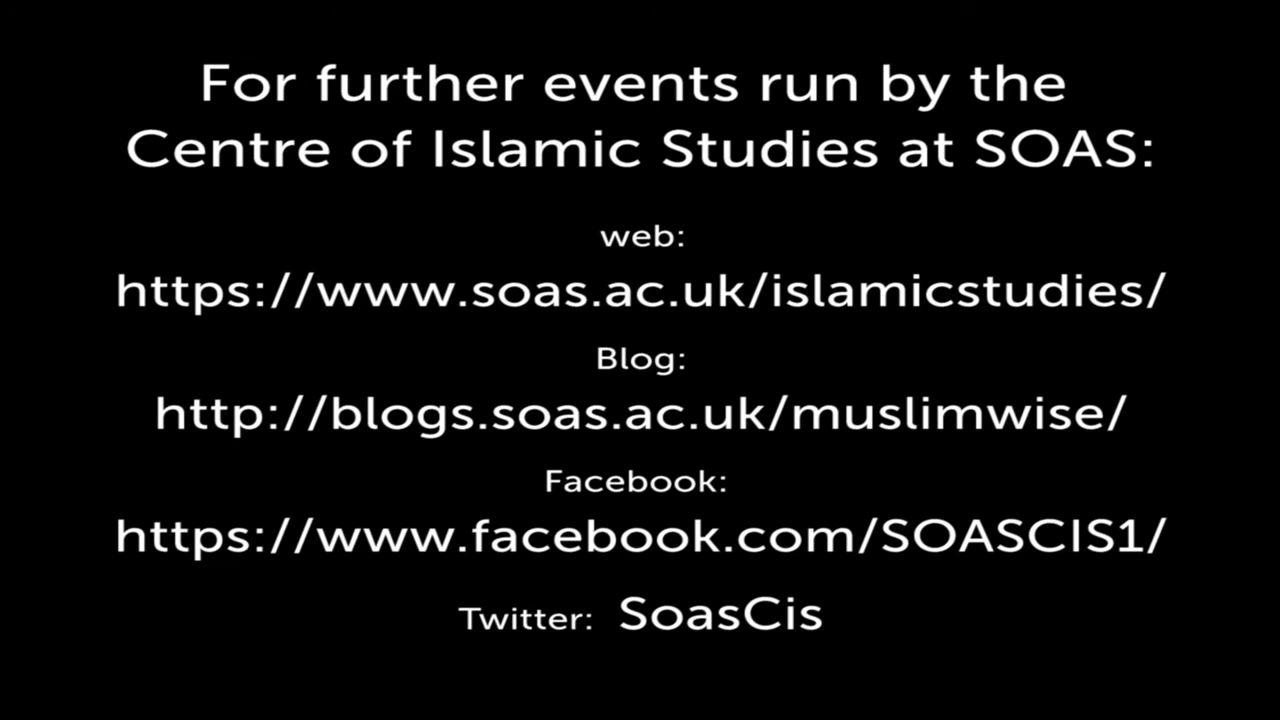 For further events run by the
Centre of Islamic Studies at SOAS:
web:
https://www.soas.ac.uk/islamicstudies/
Blog:
http://blogs.soas.ac.uk/muslimwise/
Facebook:
https://www.facebook.com/SOASCIS1/
Twitter: SoasCis